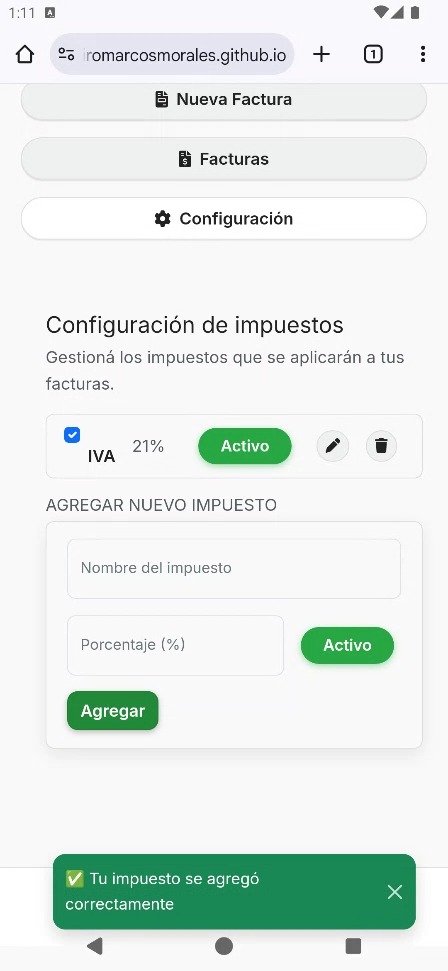 1:11
A
iromarcosmorales.github.io
1
Nueva Factura
Facturas
Configuración
Configuración de impuestos
Gestioná los impuestos que se aplicarán a tus
facturas.
IVA 21% Activo
AGREGAR NUEVO IMPUESTO
Nombre del impuesto
Porcentaje (%) Activo
Agregar
✅ Tu impuesto se agregó
correctamente